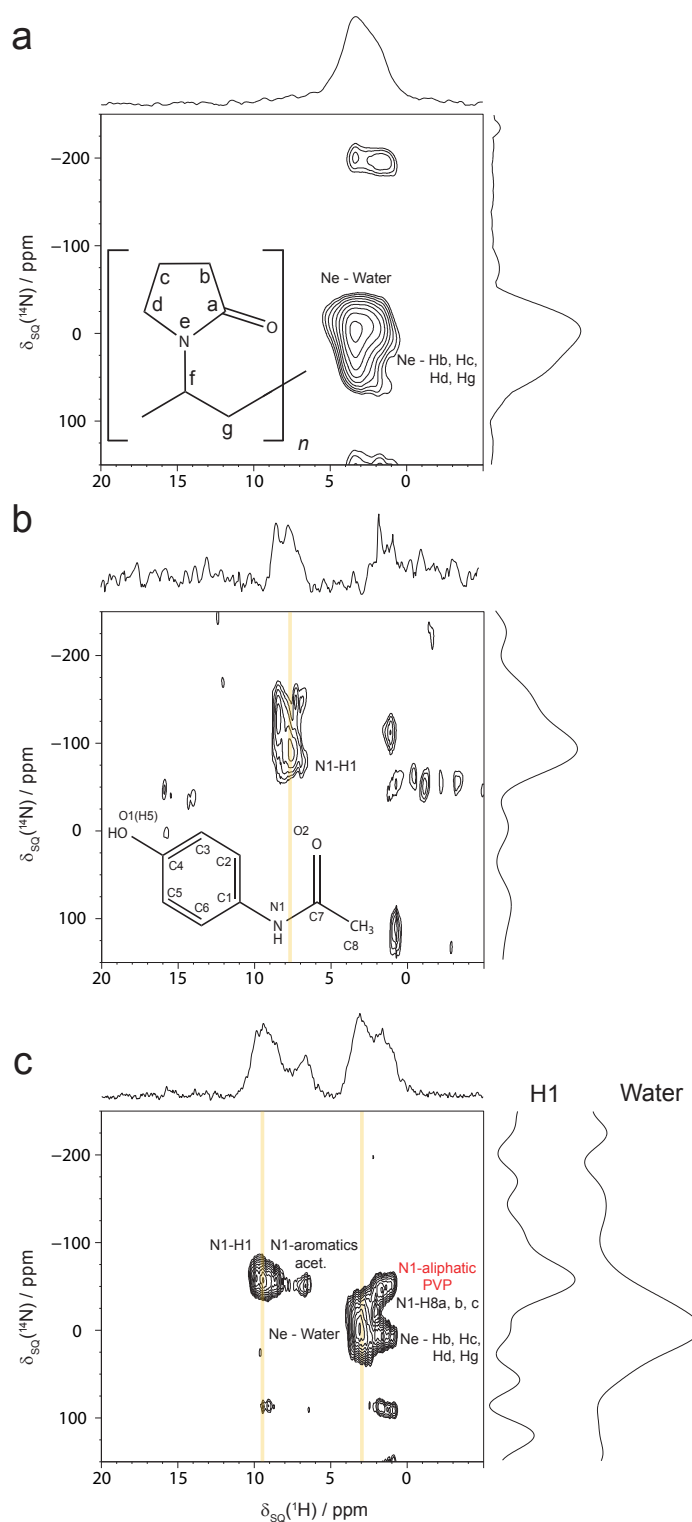 a
−200
−100
0
100
δSQ(14N) / ppm
20
15
10
5
0
Ne - Water
Ne - Hb, Hc,
Hd, Hg
c
b
d
a
e
N
O
f
g
n
b
−200
−100
0
100
δSQ(14N) / ppm
20
15
10
5
0
N1-H1
O1(H5)
HO
O2
O
C3
C4
C2
C5
C1
C6
N1
N
H
C7
CH3
C8
c
H1
Water
−200
−100
0
100
δSQ(14N) / ppm
N1-H1
N1-aromatics
acet.
N1-aliphatic
PVP
N1-H8a, b, c
Ne - Water
Ne - Hb, Hc,
Hd, Hg
20
15
10
5
0
δSQ(1H) / ppm